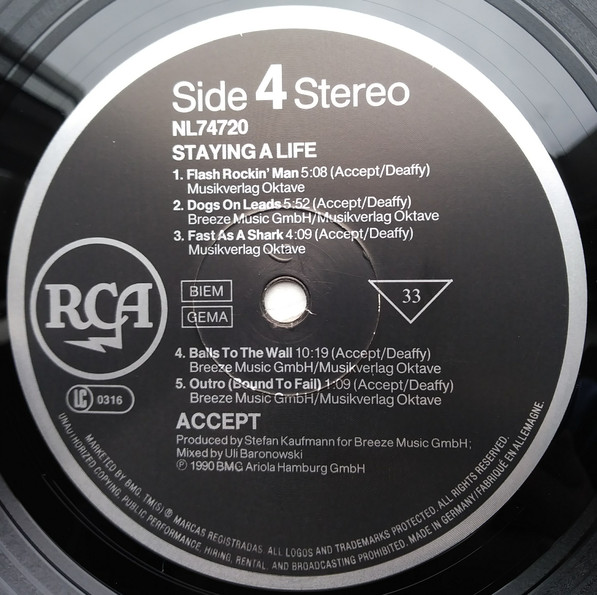 Side 4 Stereo
NL74720
STAYING A LIFE
1. Flash Rockin' Man 5:08 (Accept/Deaffy)
Musikverlag Oktave
2. Dogs On Leads 5:52 (Accept/Deaffy)
Breeze Music GmbH/Musikverlag Oktave
3. Fast As A Shark 4:09 (Accept/Deaffy)
Musikverlag Oktave
RCA
BIEM
GEMA
33
LC 0316
4. Balls To The Wall 10:19 (Accept/Deaffy)
Breeze Music GmbH/Musikverlag Oktave
5. Outro (Bound To Fail) 1:09 (Accept/Deaffy)
Breeze Music GmbH/Musikverlag Oktave
ACCEPT
Produced by Stefan Kaufmann for Breeze Music GmbH;
Mixed by Uli Baronowski
℗ 1990 BMG Ariola Hamburg GmbH
MARKETED BY BMG. TM(S) ® MARCAS REGISTRADAS. ALL LOGOS AND TRADEMARKS PROTECTED. ALL RIGHTS RESERVED.
UNAUTHORIZED COPYING, PUBLIC PERFORMANCE, HIRING, RENTAL, AND BROADCASTING PROHIBITED. MADE IN GERMANY/FABRIQUÉ EN ALLEMAGNE.